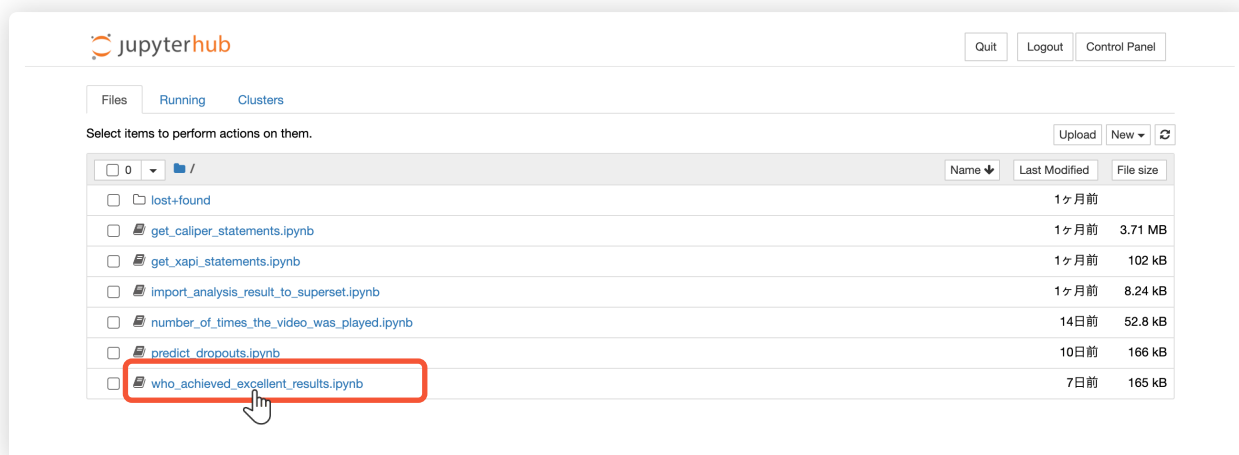 jupyterhub
Quit Logout Control Panel
Files Running Clusters
Select items to perform actions on them.
Upload New
0 / Name Last Modified File size
lost+found 1ヶ月前
get_caliper_statements.ipynb 1ヶ月前 3.71 MB
get_xapi_statements.ipynb 1ヶ月前 102 kB
import_analysis_result_to_superset.ipynb 1ヶ月前 8.24 kB
number_of_times_the_video_was_played.ipynb 14日前 52.8 kB
predict_dropouts.ipynb 10日前 166 kB
who_achieved_excellent_results.ipynb 7日前 165 kB